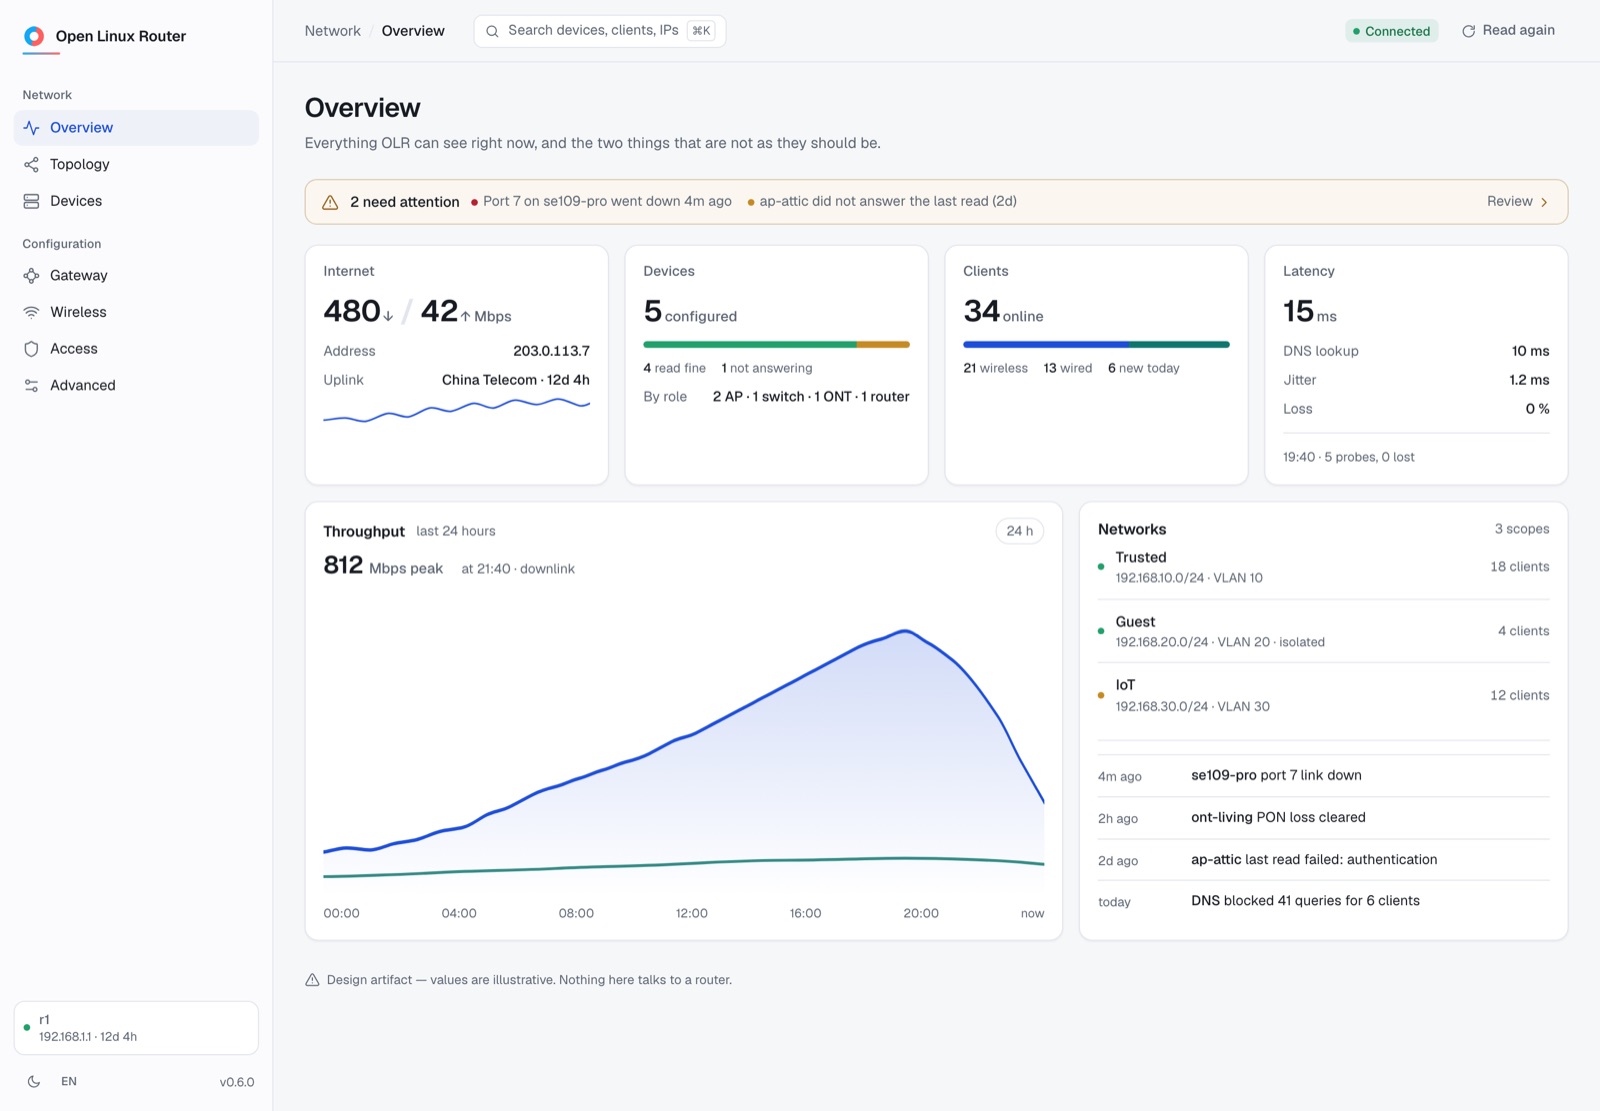 Open Linux Router
Network
Overview
Topology
Devices
Configuration
Gateway
Wireless
Access
Advanced
r1
192.168.1.1 · 12d 4h
EN
v0.6.0
Network / Overview
Search devices, clients, IPs ⌘K
Connected
Read again
Overview
Everything OLR can see right now, and the two things that are not as they should be.
2 need attention
Port 7 on se109-pro went down 4m ago
ap-attic did not answer the last read (2d)
Review
Internet
480↓ / 42↑ Mbps
Address 203.0.113.7
Uplink China Telecom · 12d 4h
Devices
5 configured
4 read fine 1 not answering
By role 2 AP · 1 switch · 1 ONT · 1 router
Clients
34 online
21 wireless 13 wired 6 new today
Latency
15 ms
DNS lookup 10 ms
Jitter 1.2 ms
Loss 0 %
19:40 · 5 probes, 0 lost
Throughput last 24 hours
24 h
812 Mbps peak at 21:40 · downlink
00:00 04:00 08:00 12:00 16:00 20:00 now
Networks 3 scopes
Trusted
192.168.10.0/24 · VLAN 10
18 clients
Guest
192.168.20.0/24 · VLAN 20 · isolated
4 clients
IoT
192.168.30.0/24 · VLAN 30
12 clients
4m ago se109-pro port 7 link down
2h ago ont-living PON loss cleared
2d ago ap-attic last read failed: authentication
today DNS blocked 41 queries for 6 clients
Design artifact — values are illustrative. Nothing here talks to a router.